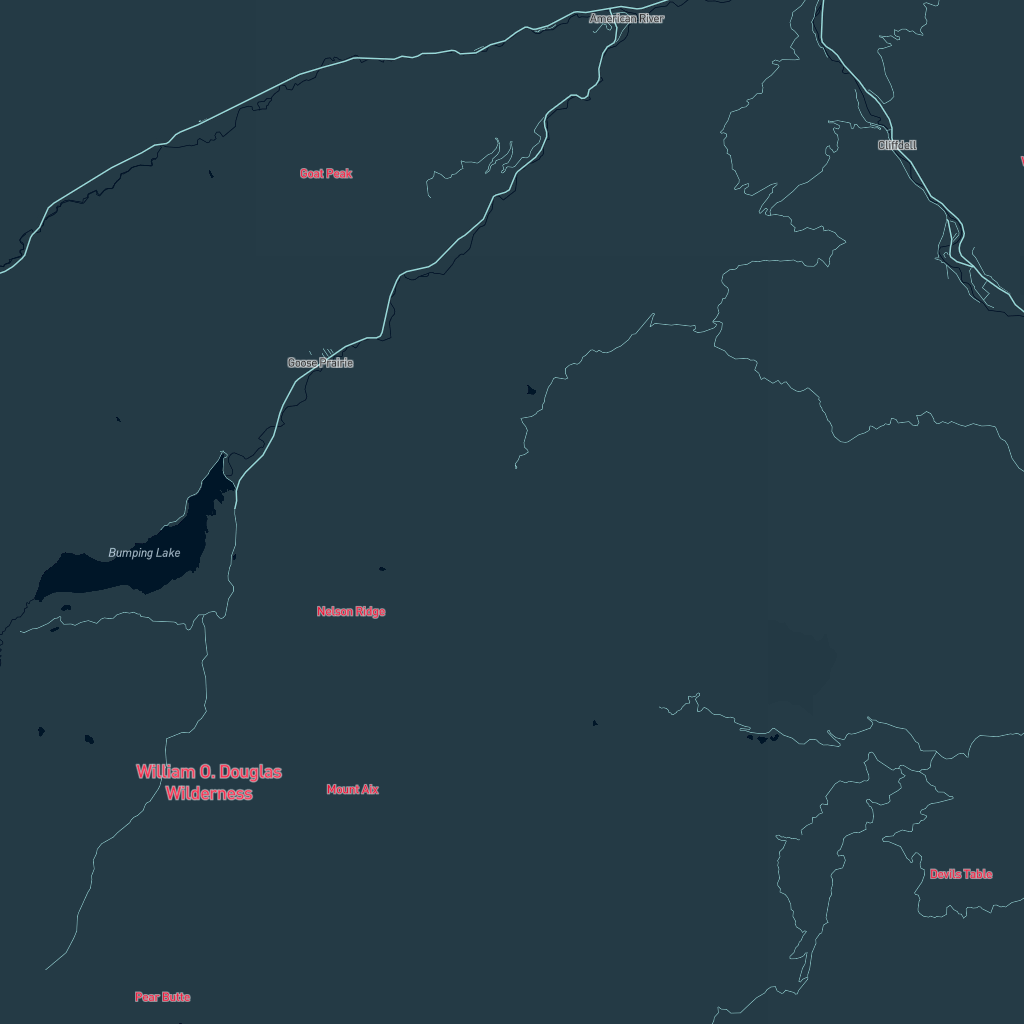 American River
Cliffdell
Goat Peak
Goose Prairie
Bumping Lake
Nelson Ridge
William O. Douglas
Wilderness
Mount Aix
Devils Table
Pear Butte